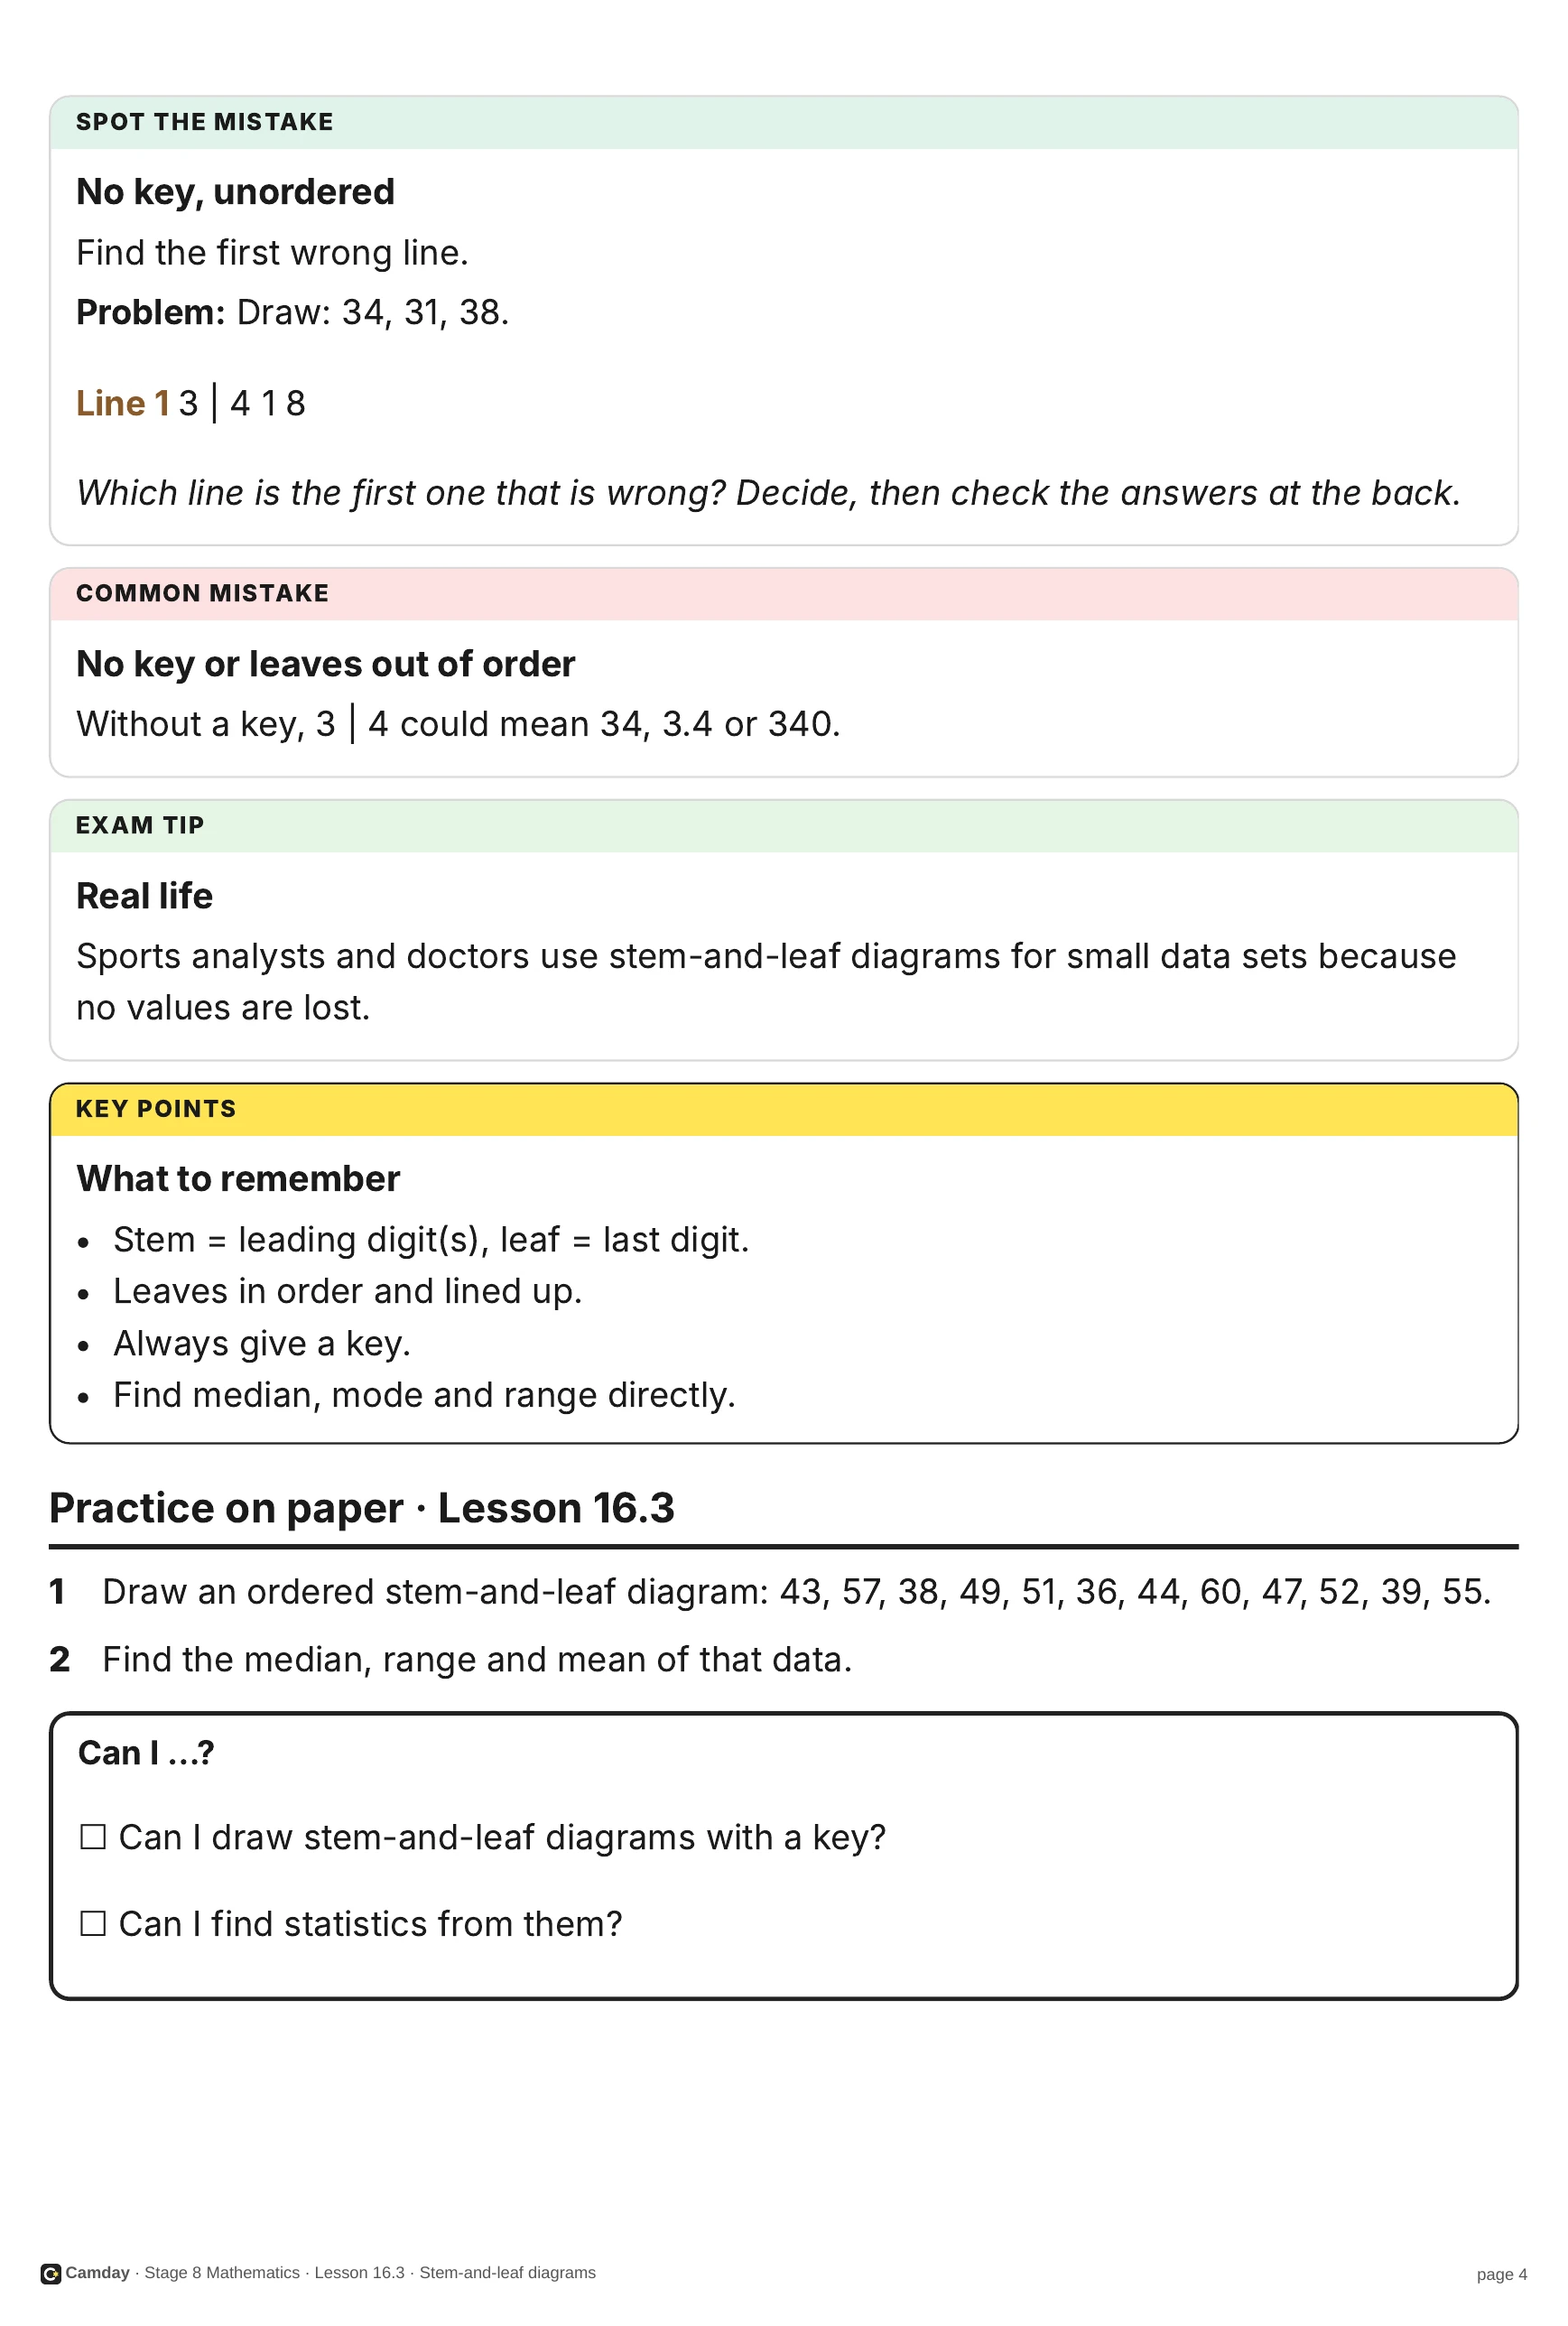 SPOT THE MISTAKE
No key, unordered
Find the first wrong line.
Problem: Draw: 34, 31, 38.
Line 1 3 | 4 1 8
Which line is the first one that is wrong? Decide, then check the answers at the back.
COMMON MISTAKE
No key or leaves out of order
Without a key, 3 | 4 could mean 34, 3.4 or 340.
EXAM TIP
Real life
Sports analysts and doctors use stem-and-leaf diagrams for small data sets because
no values are lost.
KEY POINTS
What to remember
• Stem = leading digit(s), leaf = last digit.
• Leaves in order and lined up.
• Always give a key.
• Find median, mode and range directly.
Practice on paper · Lesson 16.3
1 Draw an ordered stem-and-leaf diagram: 43, 57, 38, 49, 51, 36, 44, 60, 47, 52, 39, 55.
2 Find the median, range and mean of that data.
Can I ...?
☐ Can I draw stem-and-leaf diagrams with a key?
☐ Can I find statistics from them?
Camday · Stage 8 Mathematics · Lesson 16.3 · Stem-and-leaf diagrams
page 4